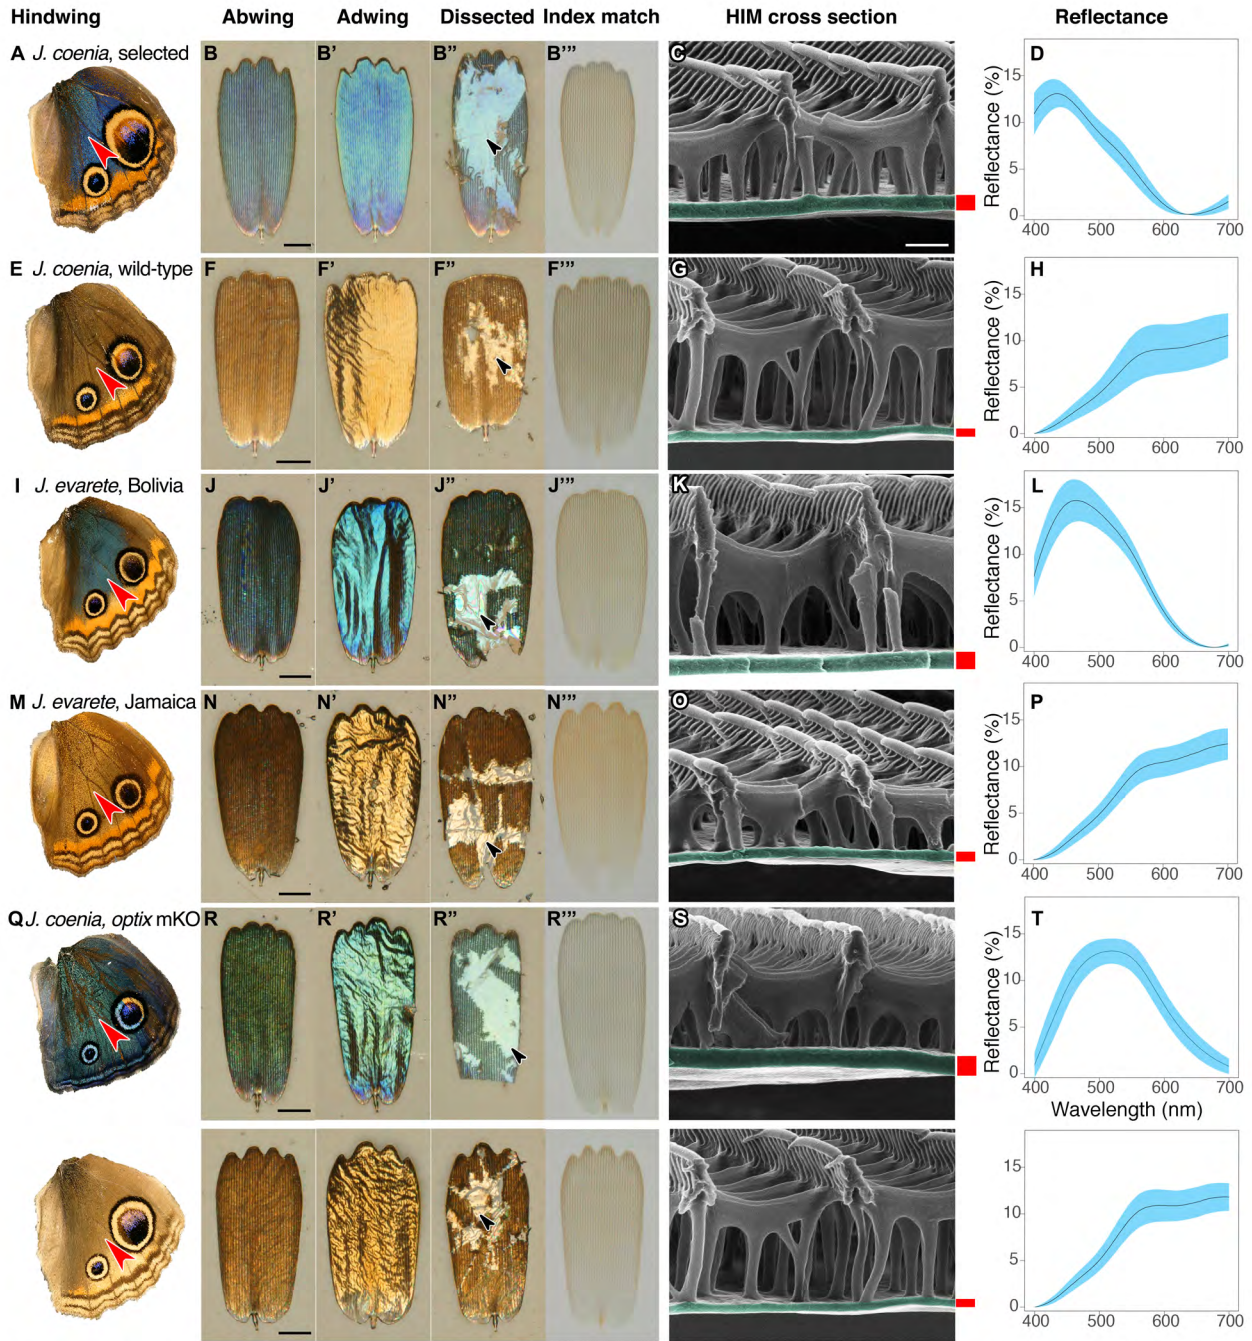 Hindwing Abwing Adwing Dissected Index match HIM cross section Reflectance
A J. coenia, selected B B' B" B"' C D
15
10
5
0
Reflectance (%)
400 500 600 700
E J. coenia, wild-type F F' F" F"' G H
15
10
5
0
Reflectance (%)
400 500 600 700
I J. evarete, Bolivia J J' J" J"' K L
15
10
5
0
Reflectance (%)
400 500 600 700
M J. evarete, Jamaica N N' N" N"' O P
15
10
5
0
Reflectance (%)
400 500 600 700
Q J. coenia, optix mKO R R' R" R"' S T
15
10
5
0
Reflectance (%)
400 500 600 700
Wavelength (nm)
15
10
5
0
400 500 600 700